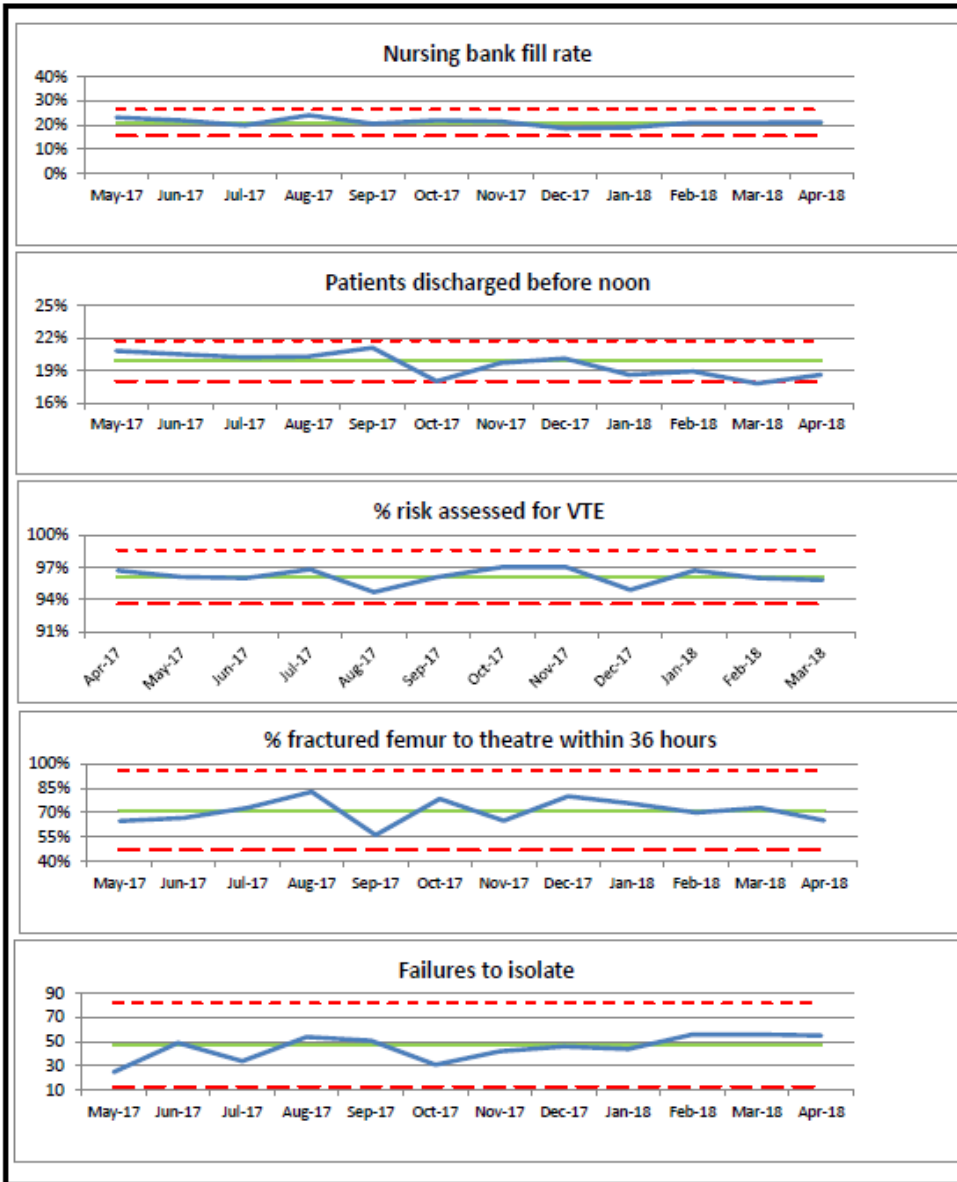 Nursing bank fill rate
40%
30%
20%
10%
0%
May-17 Jun-17 Jul-17 Aug-17 Sep-17 Oct-17 Nov-17 Dec-17 Jan-18 Feb-18 Mar-18 Apr-18
Patients discharged before noon
25%
22%
19%
16%
May-17 Jun-17 Jul-17 Aug-17 Sep-17 Oct-17 Nov-17 Dec-17 Jan-18 Feb-18 Mar-18 Apr-18
% risk assessed for VTE
100%
97%
94%
91%
Apr-17 May-17 Jun-17 Jul-17 Aug-17 Sep-17 Oct-17 Nov-17 Dec-17 Jan-18 Feb-18 Mar-18
% fractured femur to theatre within 36 hours
100%
85%
70%
55%
40%
May-17 Jun-17 Jul-17 Aug-17 Sep-17 Oct-17 Nov-17 Dec-17 Jan-18 Feb-18 Mar-18 Apr-18
Failures to isolate
90
70
50
30
10
May-17 Jun-17 Jul-17 Aug-17 Sep-17 Oct-17 Nov-17 Dec-17 Jan-18 Feb-18 Mar-18 Apr-18